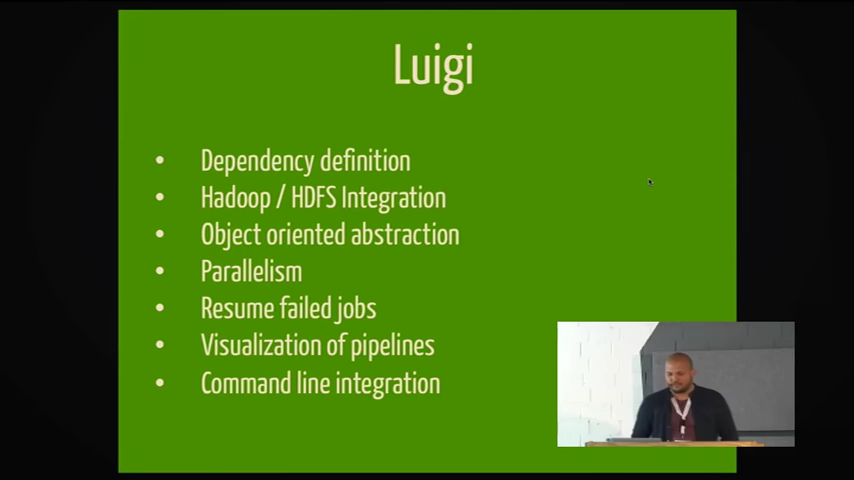 Luigi
• Dependency definition
• Hadoop / HDFS Integration
• Object oriented abstraction
• Parallelism
• Resume failed jobs
• Visualization of pipelines
• Command line integration